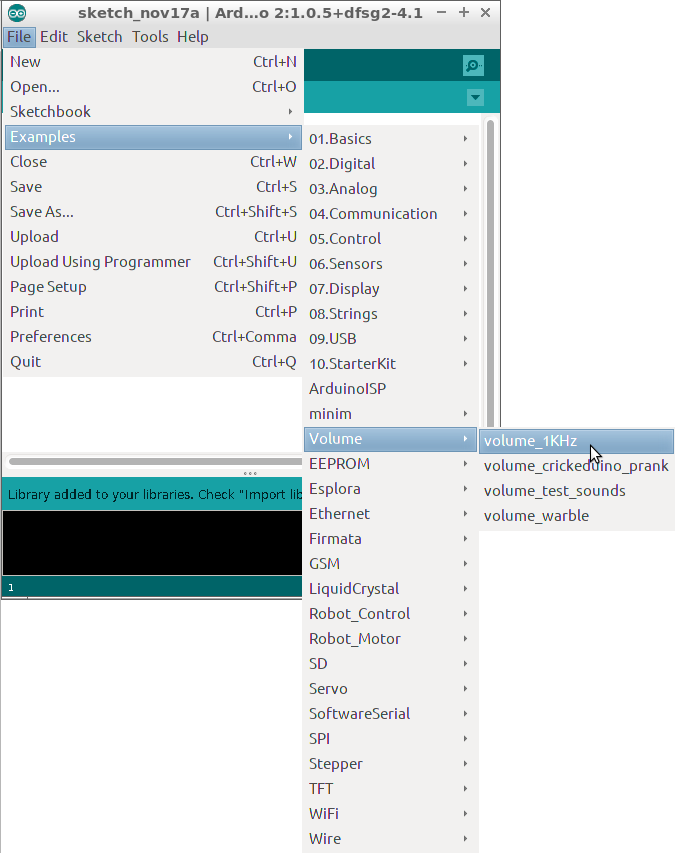 sketch_nov17a | Ard...o 2:1.0.5+dfsg2-4.1
File Edit Sketch Tools Help
New Ctrl+N
Open... Ctrl+O
Sketchbook
Examples
Close Ctrl+W
Save Ctrl+S
Save As... Ctrl+Shift+S
Upload Ctrl+U
Upload Using Programmer Ctrl+Shift+U
Page Setup Ctrl+Shift+P
Print Ctrl+P
Preferences Ctrl+Comma
Quit Ctrl+Q
01.Basics
02.Digital
03.Analog
04.Communication
05.Control
06.Sensors
07.Display
08.Strings
09.USB
10.StarterKit
ArduinoISP
minim
Volume
EEPROM
Esplora
Ethernet
Firmata
GSM
LiquidCrystal
Robot_Control
Robot_Motor
SD
Servo
SoftwareSerial
SPI
Stepper
TFT
WiFi
Wire
volume_1KHz
volume_crickeduino_prank
volume_test_sounds
volume_warble
Library added to your libraries. Check "Import lib
1